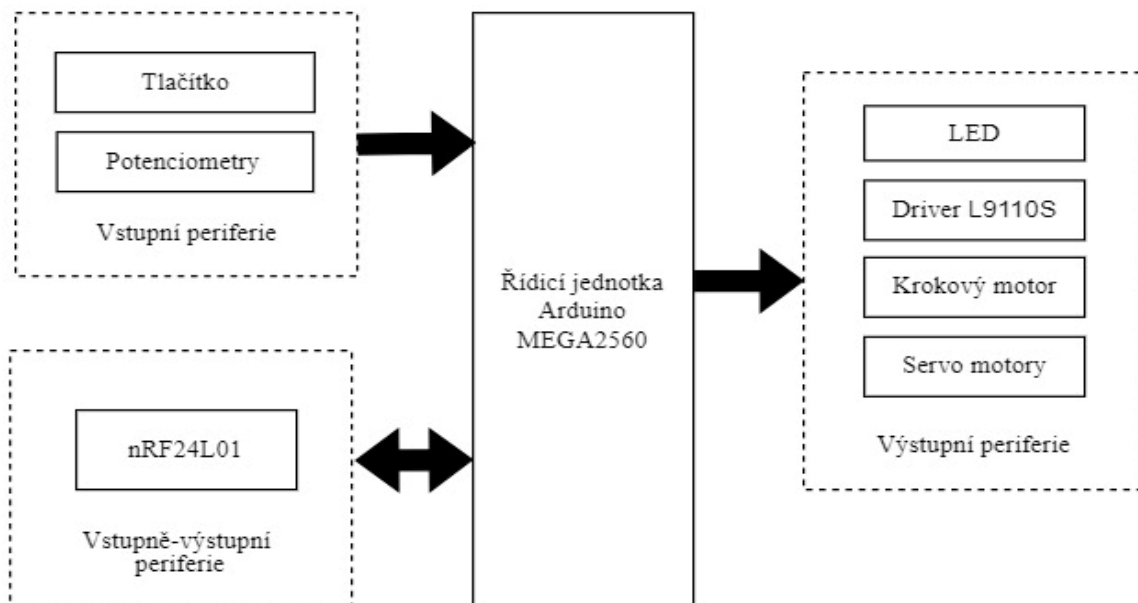 Tlačítko
Potenciometry
Vstupní periferie
nRF24L01
Vstupně-výstupní
periferie
Řídicí jednotka
Arduino
MEGA2560
LED
Driver L9110S
Krokový motor
Servo motory
Výstupní periferie